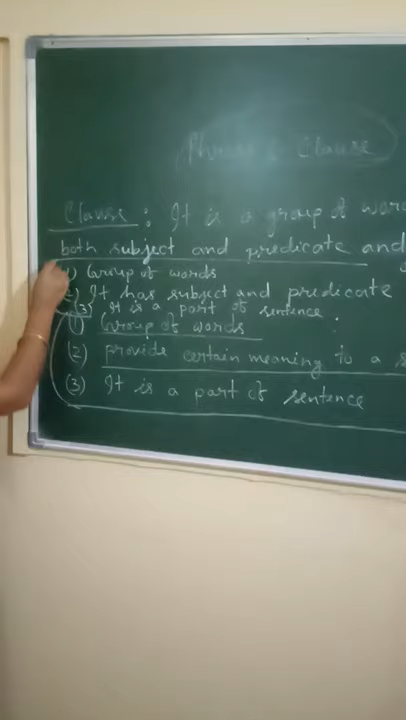 Phrase & Clause
Clause: It is a group of wor
both subject and predicate and
1) Group of words
2) It has subject and predicate
(3) It is a part of sentence.
(1) Group of words
(2) provide certain meaning to a s
(3) It is a part of sentence